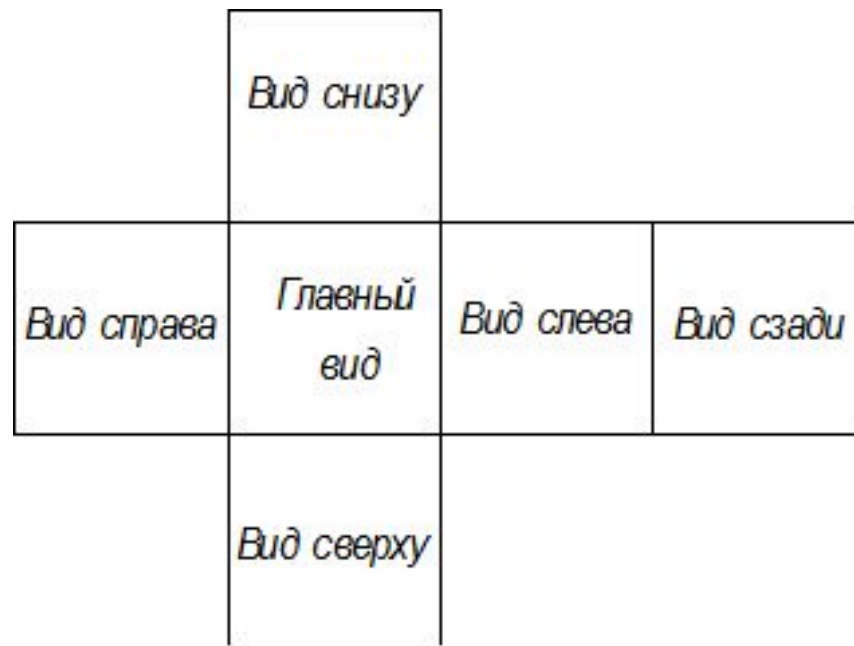 Вид снизу
Вид справа
Главный
вид
Вид слева
Вид сзади
Вид сверху